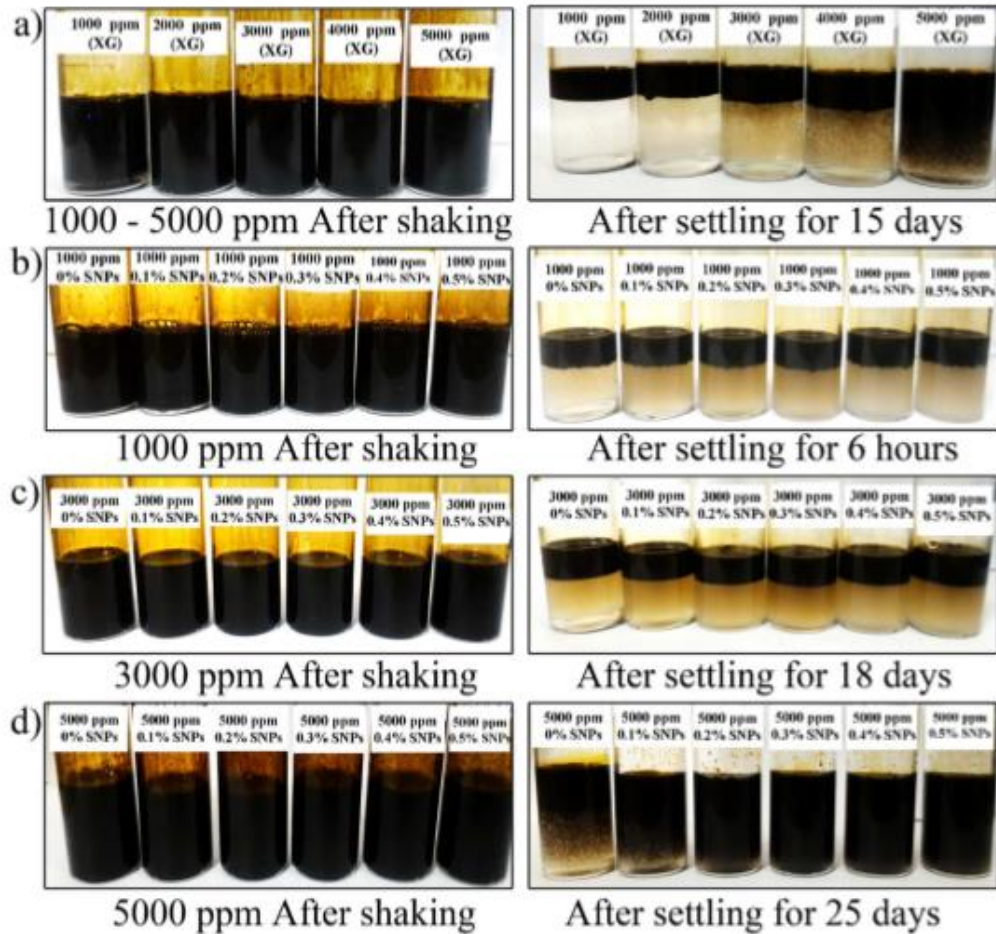 a)
1000 ppm (XG)
2000 ppm (XG)
3000 ppm (XG)
4000 ppm (XG)
5000 ppm (XG)
1000 ppm (XG)
2000 ppm (XG)
3000 ppm (XG)
4000 ppm (XG)
5000 ppm (XG)
1000 - 5000 ppm After shaking
After settling for 15 days
b)
1000 ppm 0% SNPs
1000 ppm 0.1% SNPs
1000 ppm 0.2% SNPs
1000 ppm 0.3% SNPs
1000 ppm 0.4% SNPs
1000 ppm 0.5% SNPs
1000 ppm 0% SNPs
1000 ppm 0.1% SNPs
1000 ppm 0.2% SNPs
1000 ppm 0.3% SNPs
1000 ppm 0.4% SNPs
1000 ppm 0.5% SNPs
1000 ppm After shaking
After settling for 6 hours
c)
3000 ppm 0% SNPs
3000 ppm 0.1% SNPs
3000 ppm 0.2% SNPs
3000 ppm 0.3% SNPs
3000 ppm 0.4% SNPs
3000 ppm 0.5% SNPs
3000 ppm 0% SNPs
3000 ppm 0.1% SNPs
3000 ppm 0.2% SNPs
3000 ppm 0.3% SNPs
3000 ppm 0.4% SNPs
3000 ppm 0.5% SNPs
3000 ppm After shaking
After settling for 18 days
d)
5000 ppm 0% SNPs
5000 ppm 0.1% SNPs
5000 ppm 0.2% SNPs
5000 ppm 0.3% SNPs
5000 ppm 0.4% SNPs
5000 ppm 0.5% SNPs
5000 ppm 0% SNPs
5000 ppm 0.1% SNPs
5000 ppm 0.2% SNPs
5000 ppm 0.3% SNPs
5000 ppm 0.4% SNPs
5000 ppm 0.5% SNPs
5000 ppm After shaking
After settling for 25 days